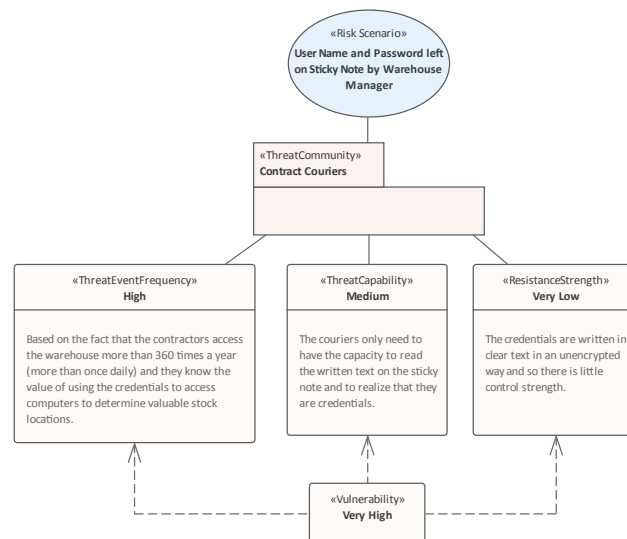 «Risk Scenario»
User Name and Password left
on Sticky Note by Warehouse
Manager
«ThreatCommunity»
Contract Couriers
«ThreatEventFrequency»
High
Based on the fact that the contractors access
the warehouse more than 360 times a year
(more than once daily) and they know the
value of using the credentials to access
computers to determine valuable stock
locations.
«ThreatCapability»
Medium
The couriers only need to
have the capacity to read
the written text on the sticky
note and to realize that they
are credentials.
«ResistanceStrength»
Very Low
The credentials are written in
clear text in an unencrypted
way and so there is little
control strength.
«Vulnerability»
Very High